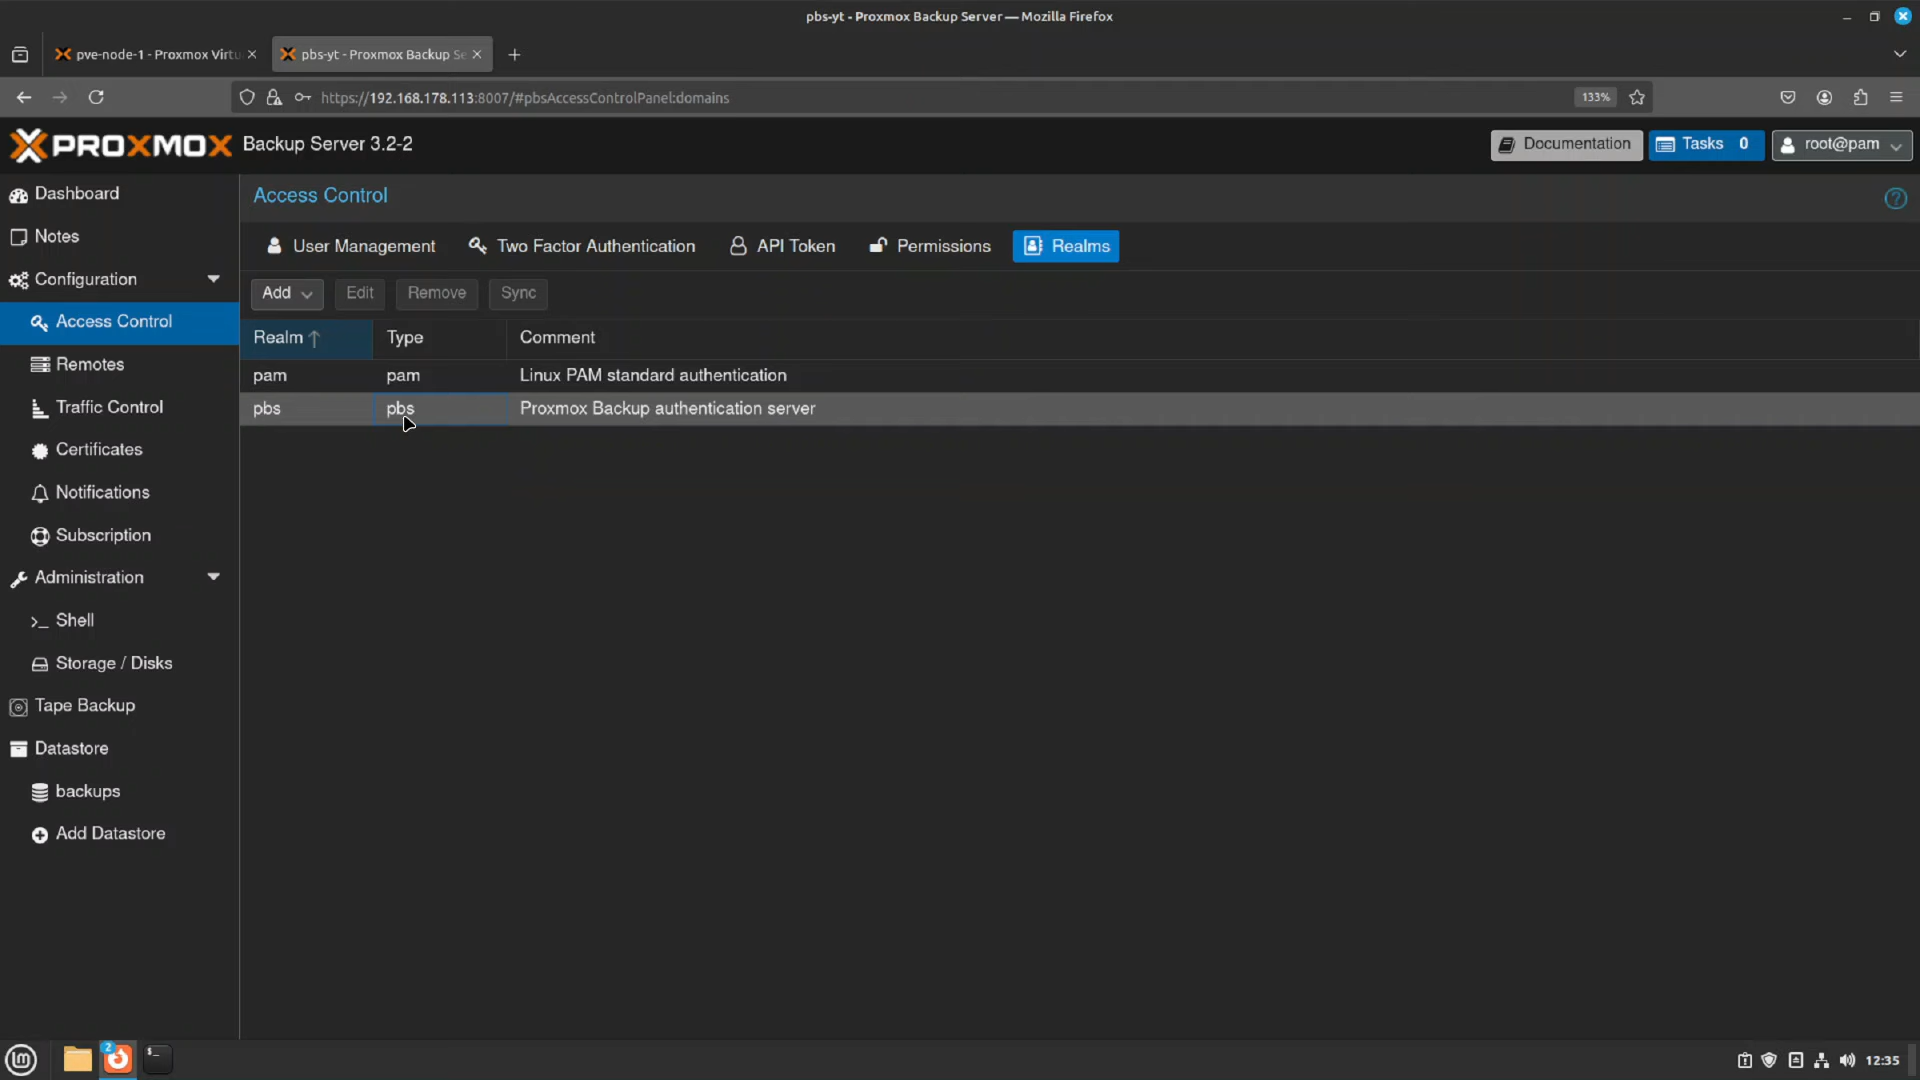 pbs-yt - Proxmox Backup Server — Mozilla Firefox
pve-node-1 - Proxmox Virtu
pbs-yt - Proxmox Backup Se
https://192.168.178.113:8007/#pbsAccessControlPanel:domains
133%
PROXMOX Backup Server 3.2-2
Documentation
Tasks 0
root@pam
Dashboard
Notes
Configuration
Access Control
Remotes
Traffic Control
Certificates
Notifications
Subscription
Administration
Shell
Storage / Disks
Tape Backup
Datastore
backups
Add Datastore
Access Control
User Management
Two Factor Authentication
API Token
Permissions
Realms
Add
Edit
Remove
Sync
Realm Type Comment
pam pam Linux PAM standard authentication
pbs pbs Proxmox Backup authentication server
2
12:35